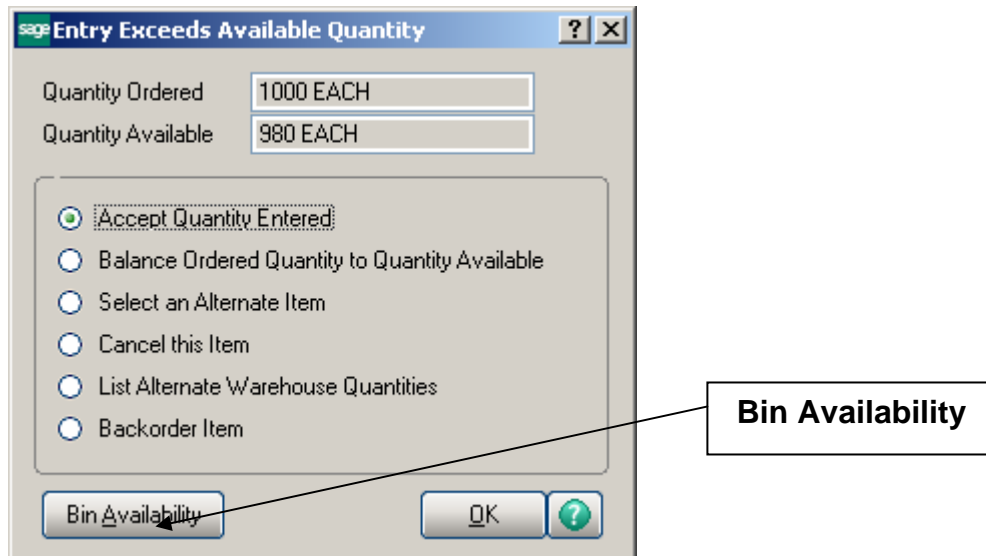 sage Entry Exceeds Available Quantity ? X
Quantity Ordered 1000 EACH
Quantity Available 980 EACH
Accept Quantity Entered
Balance Ordered Quantity to Quantity Available
Select an Alternate Item
Cancel this Item
List Alternate Warehouse Quantities
Backorder Item
Bin Availability
Bin Availability OK ?